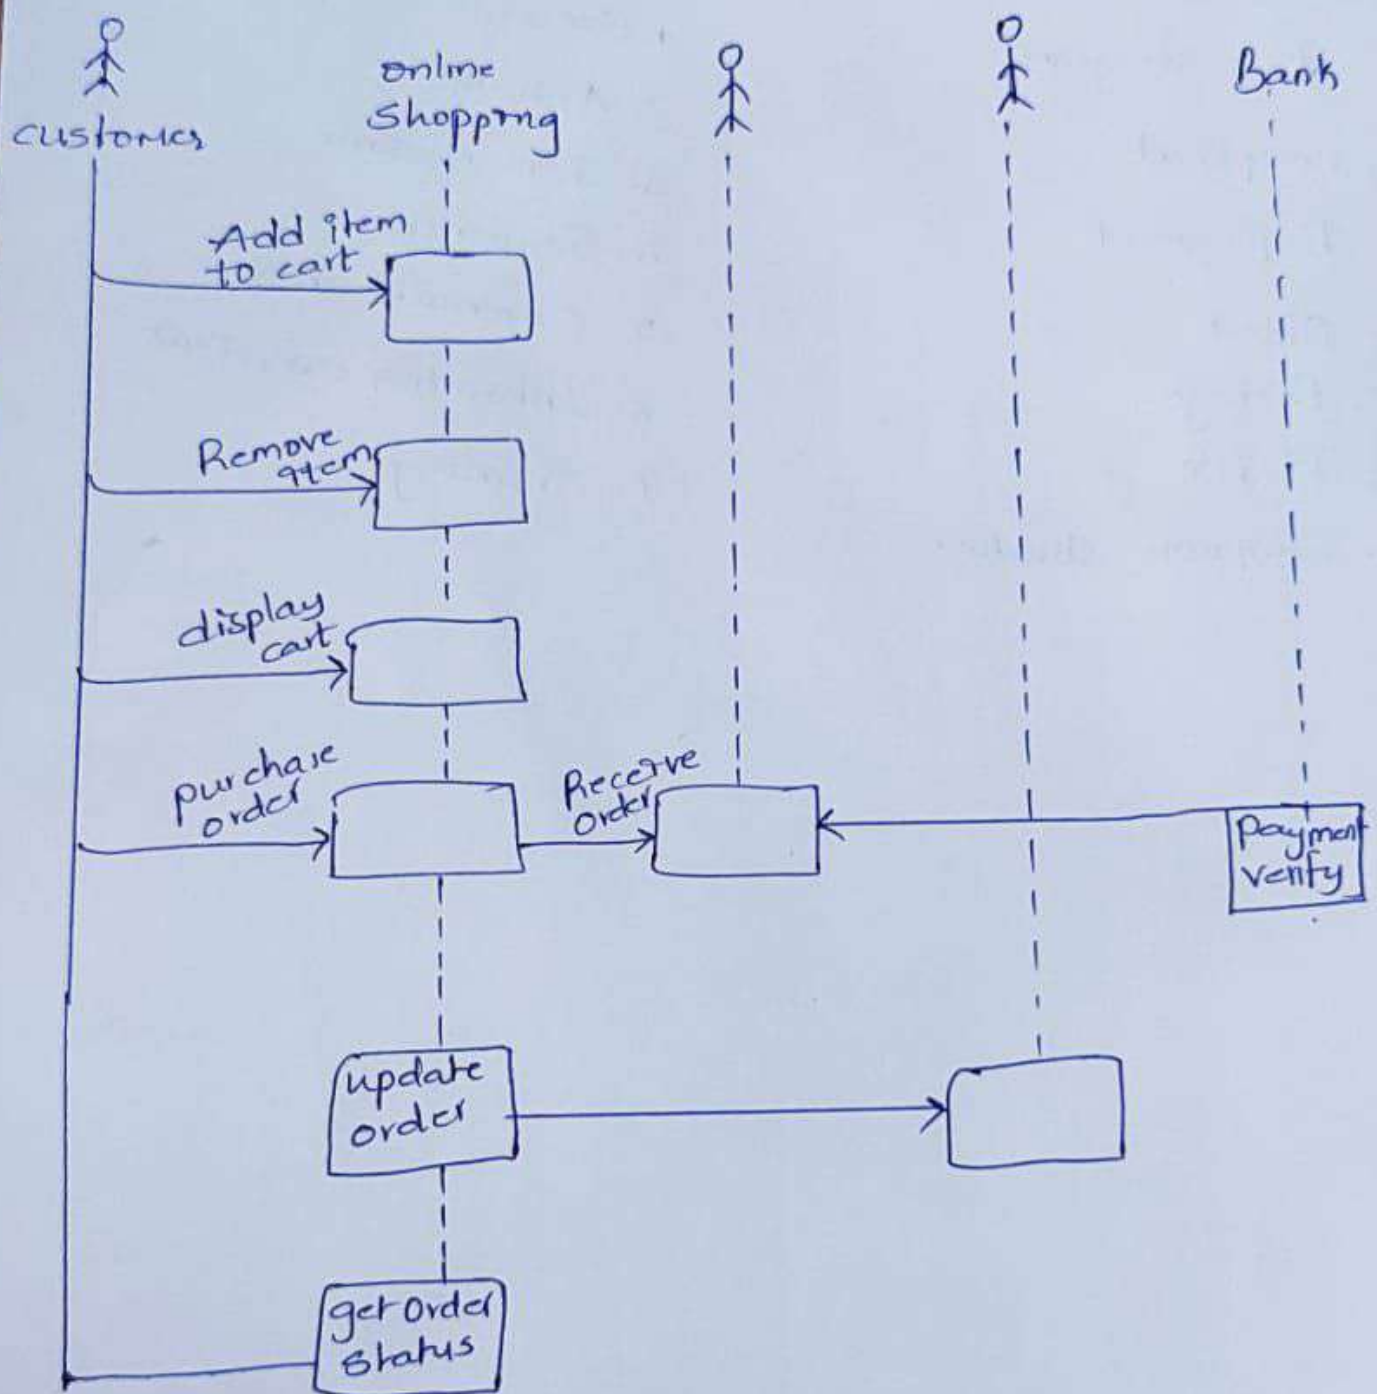 customer
online
shopping
Bank
Add item
to cart
Remove
item
display
cart
purchase
order
Receive
order
payment
verify
update
order
get order
status